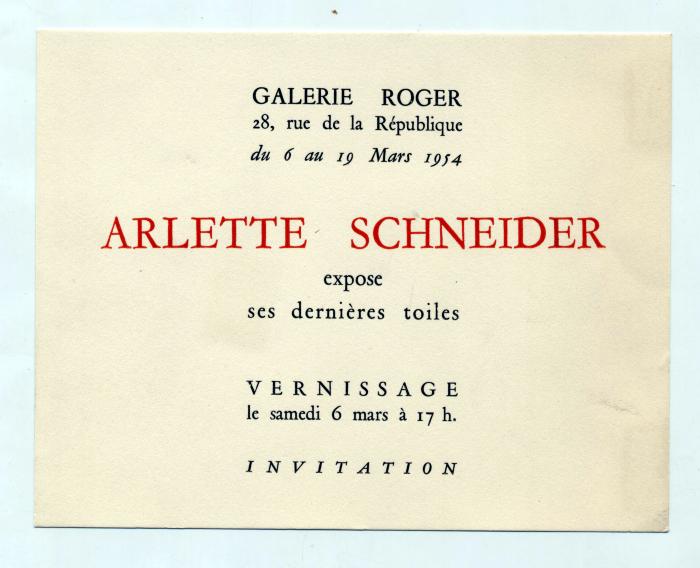 GALERIE ROGER
28, rue de la République
du 6 au 19 Mars 1954
ARLETTE SCHNEIDER
expose
ses dernières toiles
VERNISSAGE
le samedi 6 mars à 17 h.
INVITATION